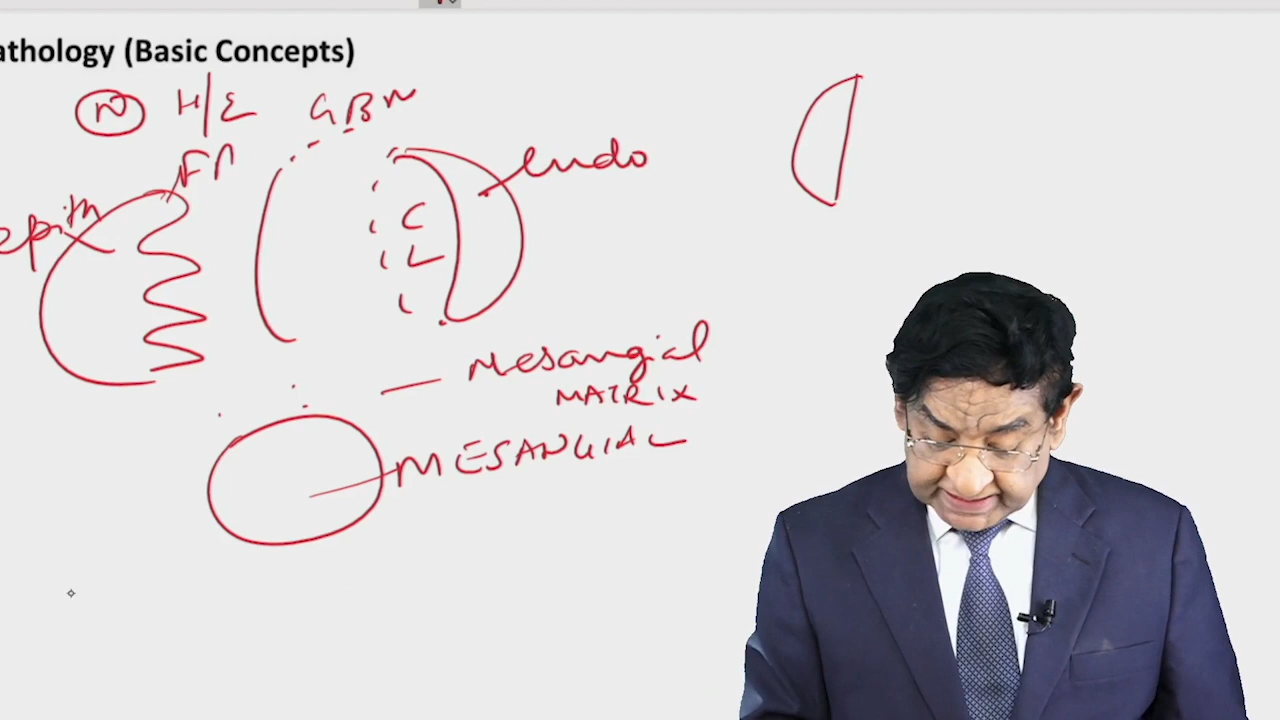 athology (Basic Concepts)
N H/E GBM
FP
epith
endo
C
L
Mesangial
MATRIX
MESANGIAL